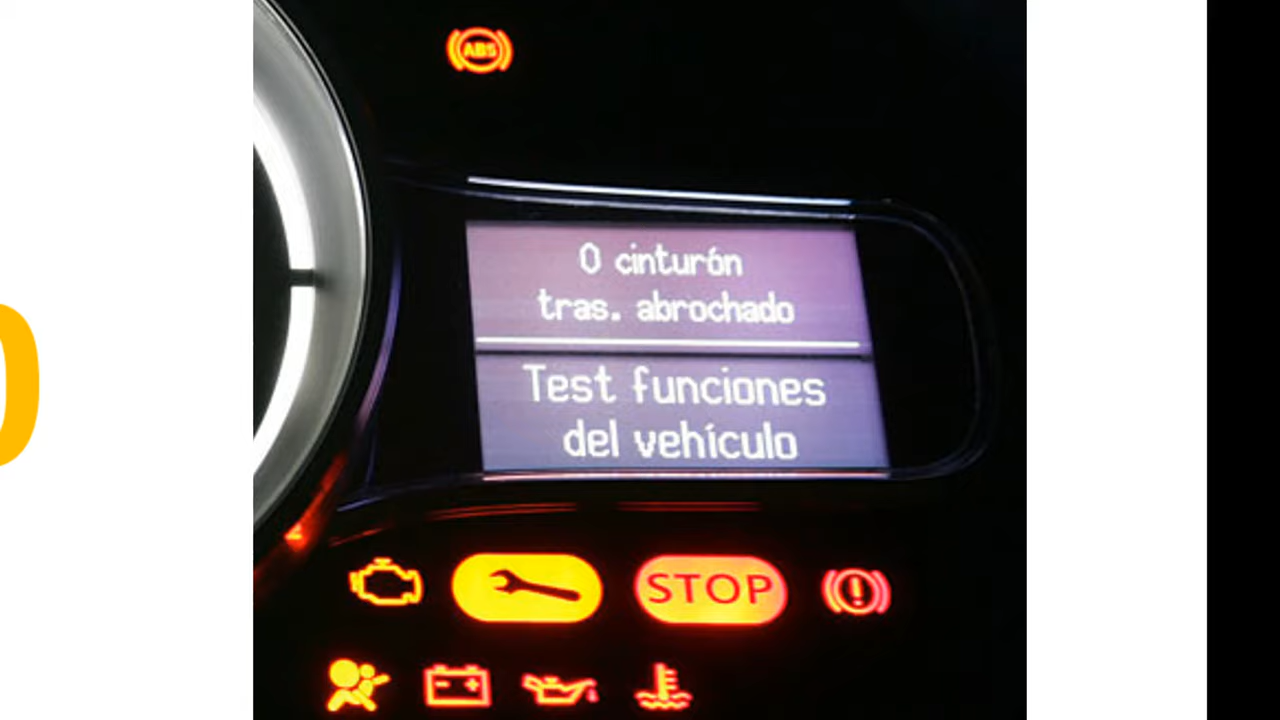 ABS
0 cinturón
tras. abrochado
Test funciones
del vehículo
STOP